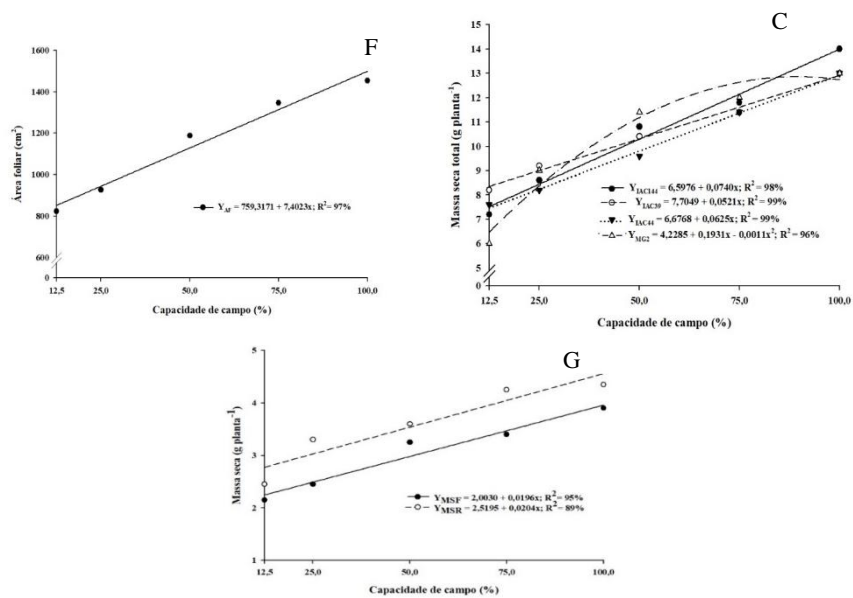 F
1600
1400
1200
1000
800
600
0
Área foliar (cm²)
Y_AF = 759,3171 + 7,4023x; R² = 97%
12,5 25,0 50,0 75,0 100,0
Capacidade de campo (%)
C
15
14
13
12
11
10
9
8
7
6
5
0
Massa seca total (g planta⁻¹)
Y_IAC144 = 6,5976 + 0,0740x; R² = 98%
Y_IAC39 = 7,7049 + 0,0521x; R² = 99%
Y_IAC44 = 6,6768 + 0,0625x; R² = 99%
Y_MG2 = 4,2285 + 0,1931x - 0,0011x²; R² = 96%
12,5 25,0 50,0 75,0 100,0
Capacidade de campo (%)
G
5
4
3
2
1
Massa seca (g planta⁻¹)
Y_MSF = 2,0030 + 0,0196x; R² = 95%
Y_MSR = 2,5195 + 0,0204x; R² = 89%
12,5 25,0 50,0 75,0 100,0
Capacidade de campo (%)